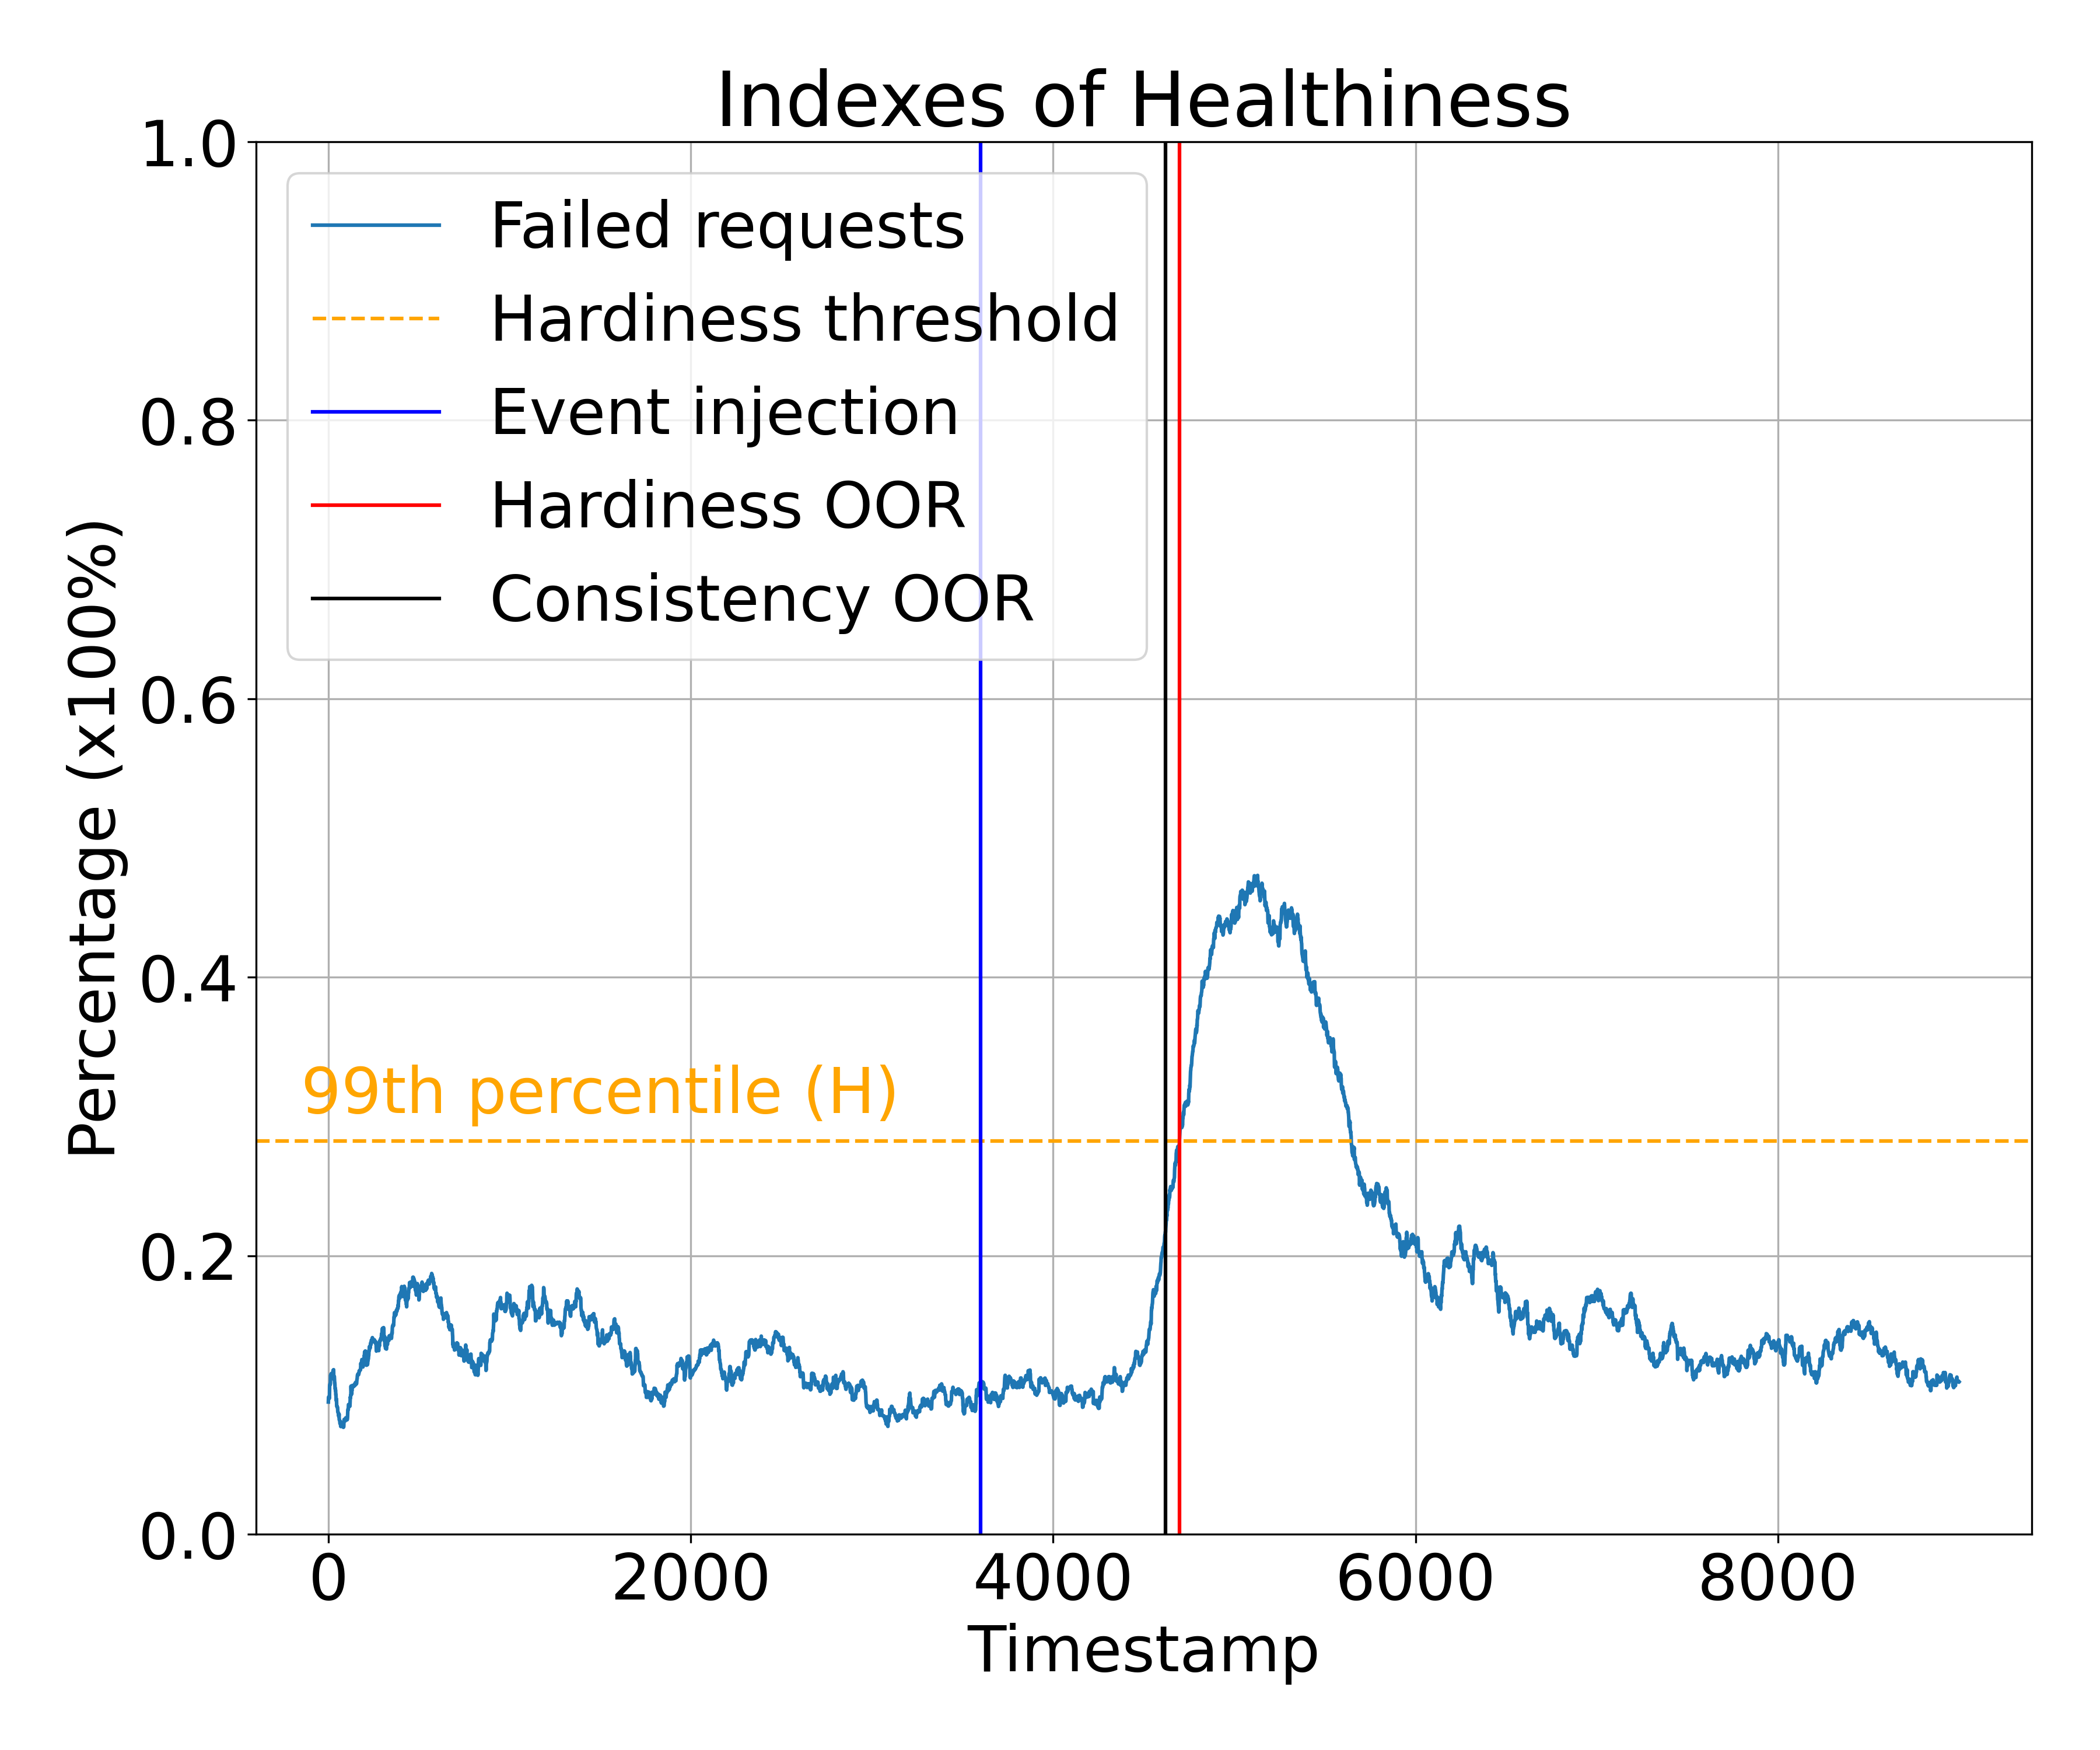 Indexes of Healthiness
Failed requests
Hardiness threshold
Event injection
Hardiness OOR
Consistency OOR
Percentage (x100%)
1.0
0.8
0.6
0.4
0.2
0.0
99th percentile (H)
0 2000 4000 6000 8000
Timestamp